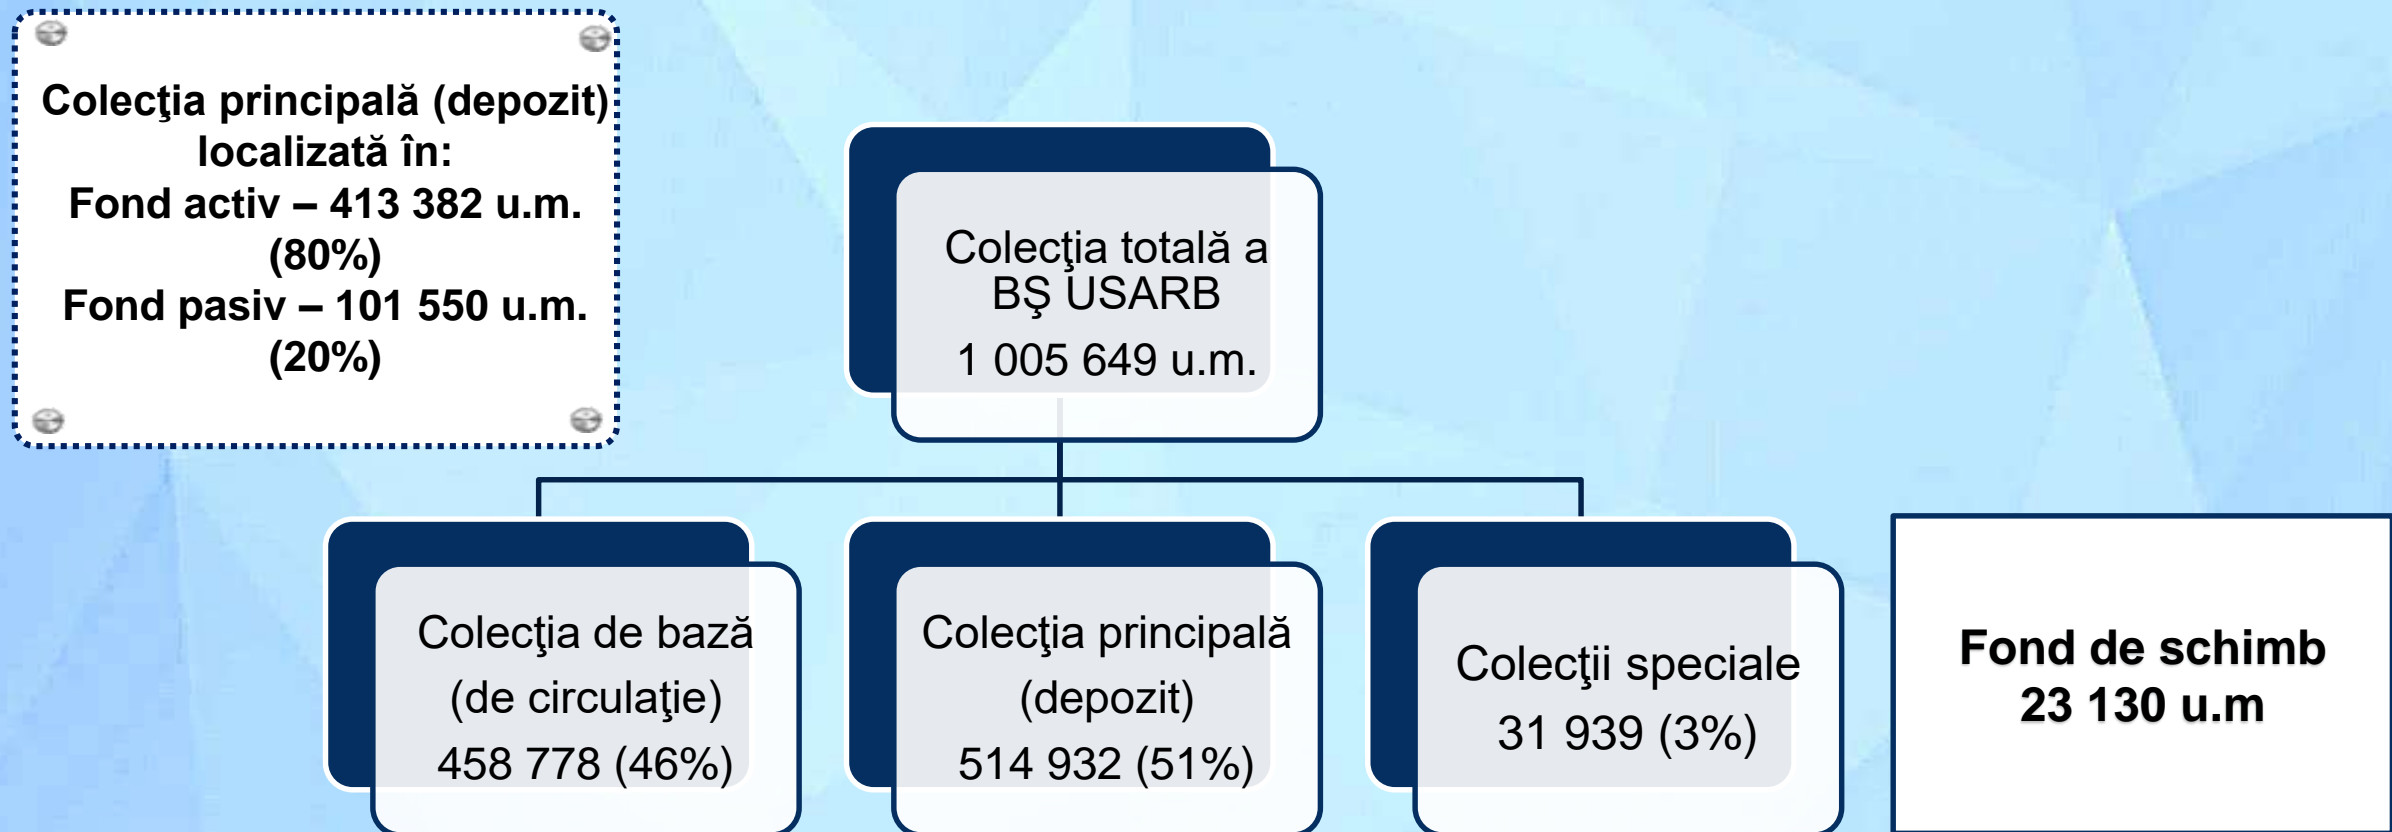 Colecţia principală (depozit)
localizată în:
Fond activ – 413 382 u.m.
(80%)
Fond pasiv – 101 550 u.m.
(20%)
Colecţia totală a
BŞ USARB
1 005 649 u.m.
Colecţia de bază
(de circulaţie)
458 778 (46%)
Colecţia principală
(depozit)
514 932 (51%)
Colecţii speciale
31 939 (3%)
Fond de schimb
23 130 u.m